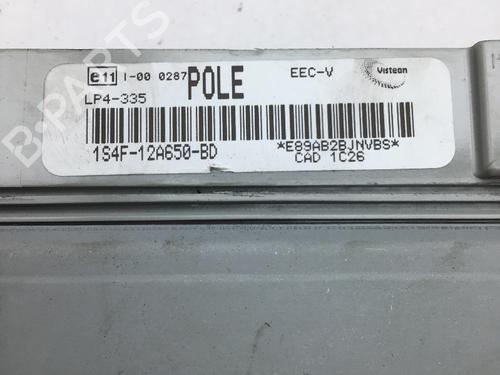 e11 I-00 0287 POLE EEC-V Visteon
LP4-335
1S4F-12A650-BD *E89AB2BJNVBS*
CAD 1C26
B-PARTS